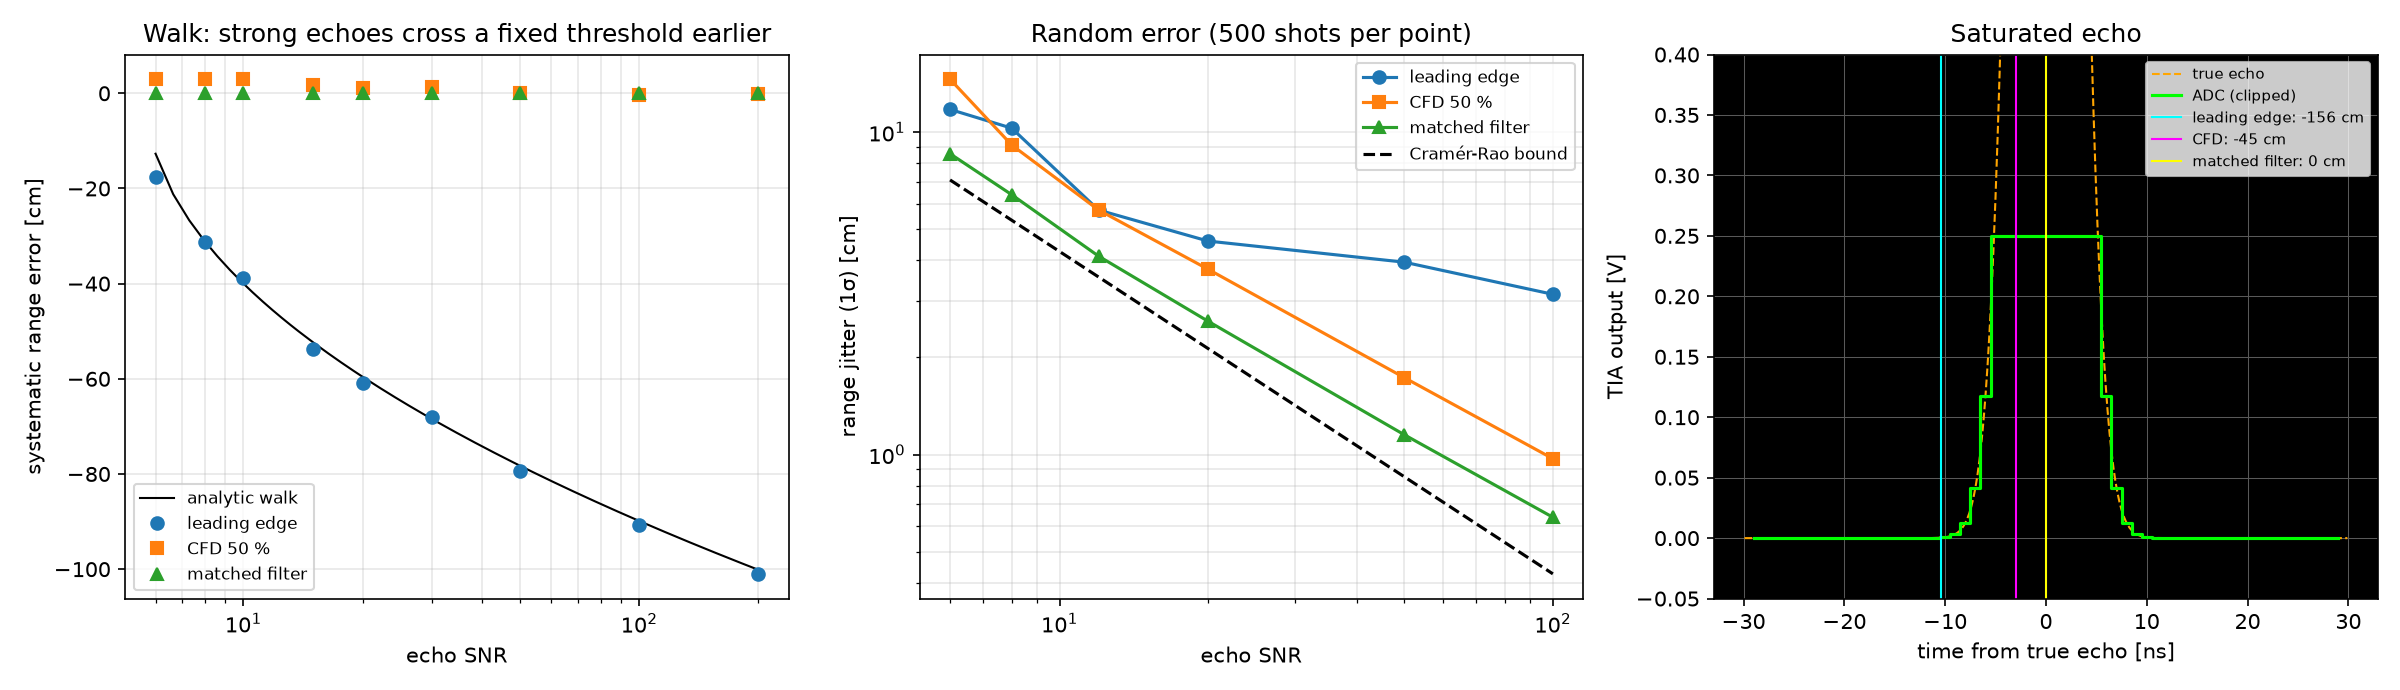 Walk: strong echoes cross a fixed threshold earlier
systematic range error [cm]
0
−20
−40
−60
−80
−100
analytic walk
leading edge
CFD 50 %
matched filter
10¹
10²
echo SNR
Random error (500 shots per point)
range jitter (1σ) [cm]
10¹
10⁰
leading edge
CFD 50 %
matched filter
Cramér-Rao bound
10¹
10²
echo SNR
Saturated echo
TIA output [V]
0.40
0.35
0.30
0.25
0.20
0.15
0.10
0.05
0.00
−0.05
true echo
ADC (clipped)
leading edge: -156 cm
CFD: -45 cm
matched filter: 0 cm
−30
−20
−10
0
10
20
30
time from true echo [ns]